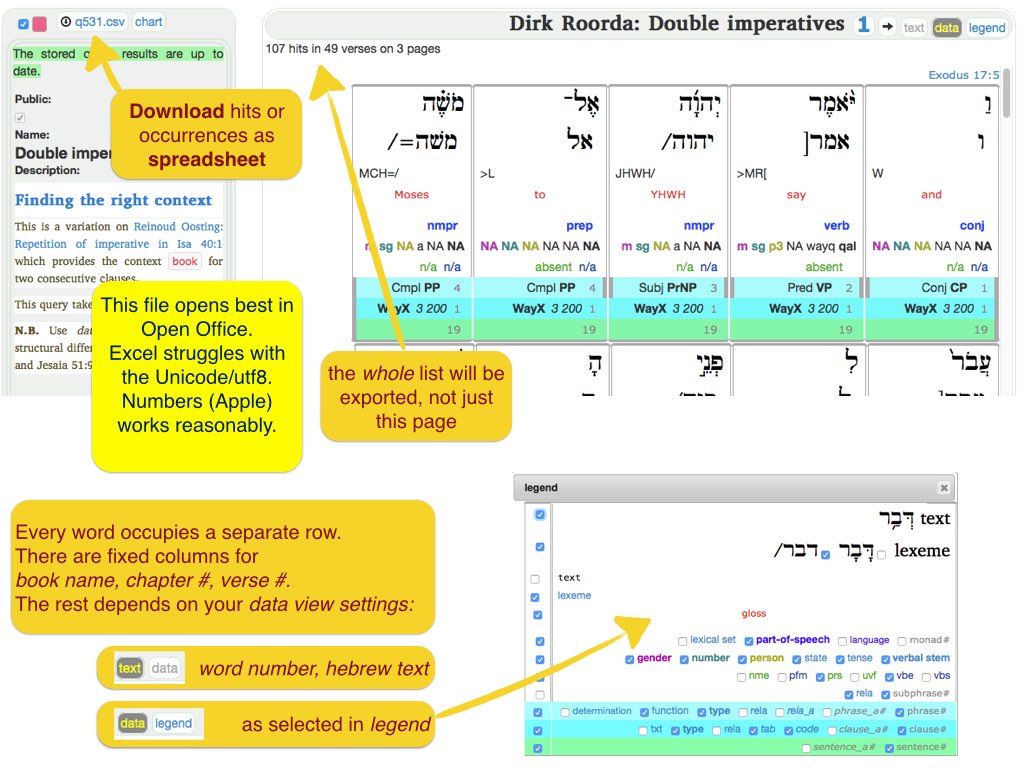 q531.csv chart
The stored results are up to
date.
Public:
Name:
Double imper
Description:
Finding the right context
This is a variation on Reinoud Oosting:
Repetition of imperative in Isa 40:1
which provides the context book for
two consecutive clauses.
This query take
N.B. Use
structural differ
and Jesaia 51:9
Download hits or
occurrences as
spreadsheet
This file opens best in
Open Office.
Excel struggles with
the Unicode/utf8.
Numbers (Apple)
works reasonably.
Dirk Roorda: Double imperatives 1 text data legend
107 hits in 49 verses on 3 pages
Exodus 17:5
וַ יֹּ֨אמֶר יְהוָ֜ה אֶל־ מֹשֶׁ֗ה
ו אמר[ יהוה/ אל משה=/
MCH=/ >L JHWH/ >MR[ W
Moses to YHWH say and
nmpr prep nmpr verb conj
m sg NA a NA NA NA NA NA NA NA NA m sg NA a NA NA m sg p3 NA wayq qal NA NA NA NA NA NA
n/a n/a absent n/a n/a n/a absent n/a n/a
Cmpl PP 4 Cmpl PP 4 Subj PrNP 3 Pred VP 2 Conj CP 1
WayX 3 200 1 WayX 3 200 1 WayX 3 200 1 WayX 3 200 1 WayX 3 200 1
19 19 19 19 19
עֲבֹר֙ לִ פְנֵ֣י הָ
the whole list will be
exported, not just
this page
Every word occupies a separate row.
There are fixed columns for
book name, chapter #, verse #.
The rest depends on your data view settings:
text data word number, hebrew text
data legend as selected in legend
legend
דְּבַ֥ר text
דבר/ דָּבָר lexeme
text
lexeme
gloss
lexical set part-of-speech language monad#
gender number person state tense verbal stem
nme pfm prs uvf vbe vbs
rela subphrase#
determination function type rela rela_a phrase_a# phrase#
txt type rela tab code clause_a# clause#
sentence_a# sentence#